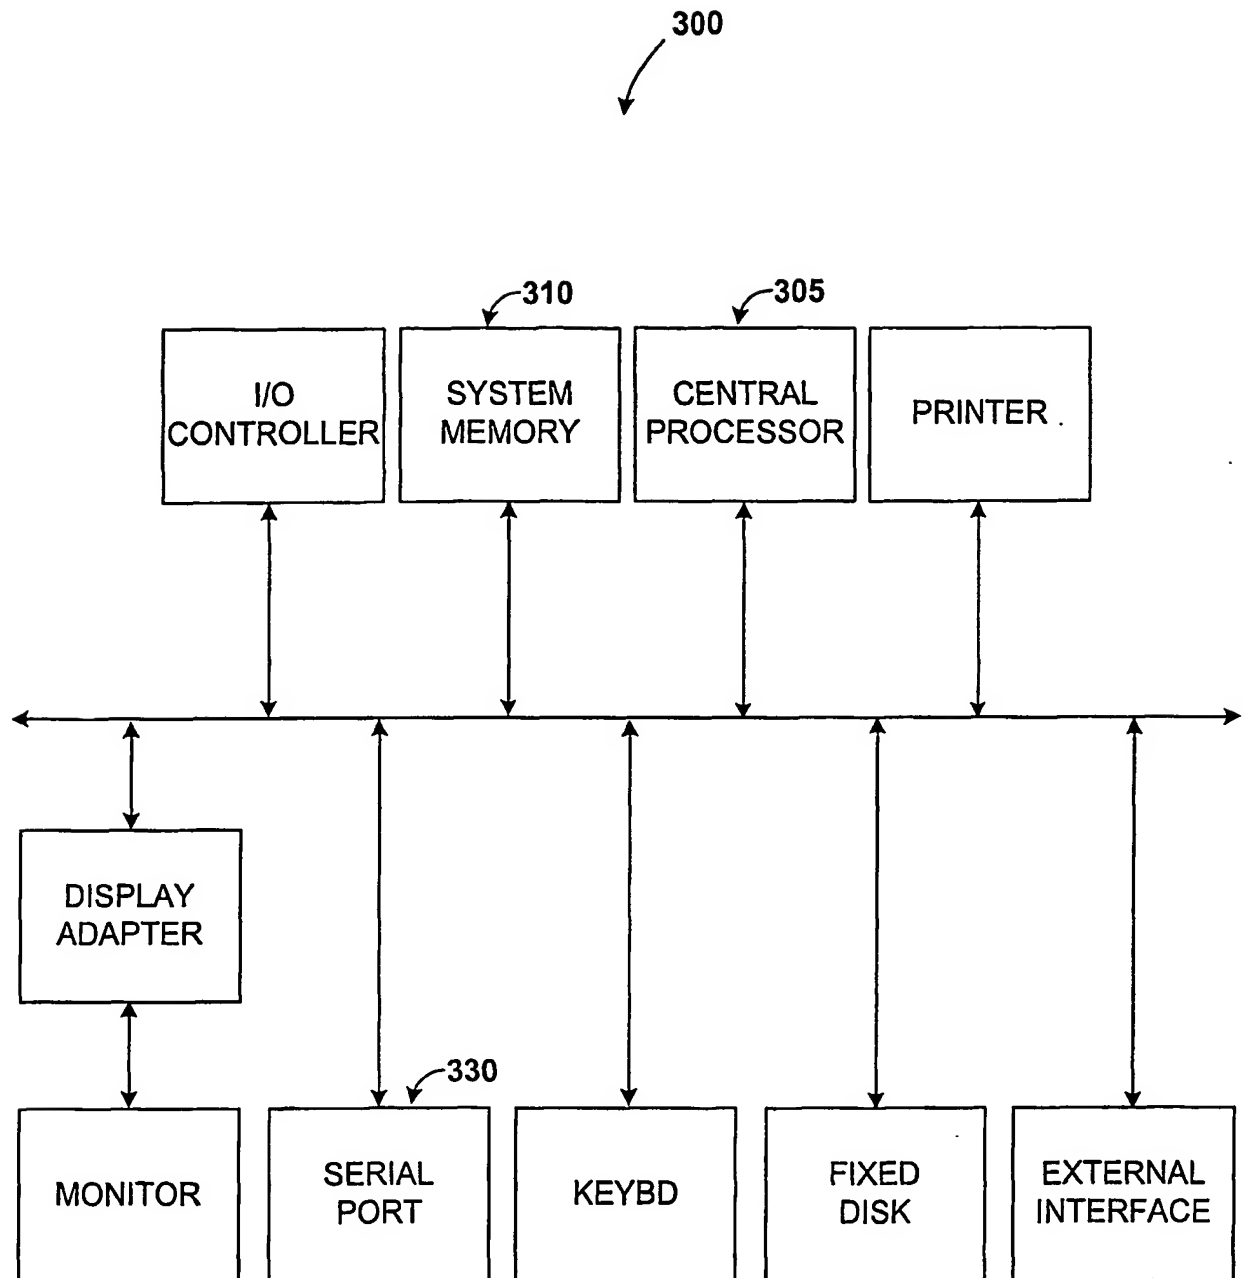 300
310
305
I/O
CONTROLLER
SYSTEM
MEMORY
CENTRAL
PROCESSOR
PRINTER
DISPLAY
ADAPTER
330
MONITOR
SERIAL
PORT
KEYBD
FIXED
DISK
EXTERNAL
INTERFACE